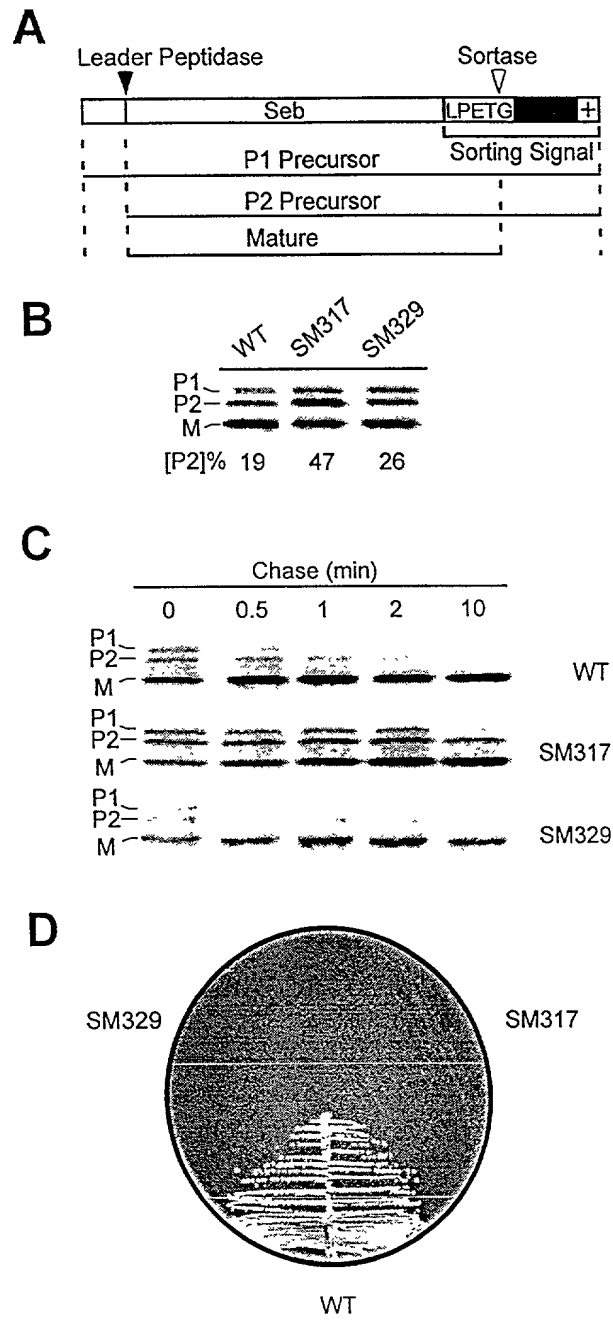 A
Leader Peptidase
Sortase
Seb
LPETG
+
P1 Precursor
Sorting Signal
P2 Precursor
Mature
B
WT SM317 SM329
P1
P2
M
[P2]% 19 47 26
C
Chase (min)
0 0.5 1 2 10
P1
P2
M
WT
P1
P2
M
SM317
P1
P2
M
SM329
D
SM329
SM317
WT